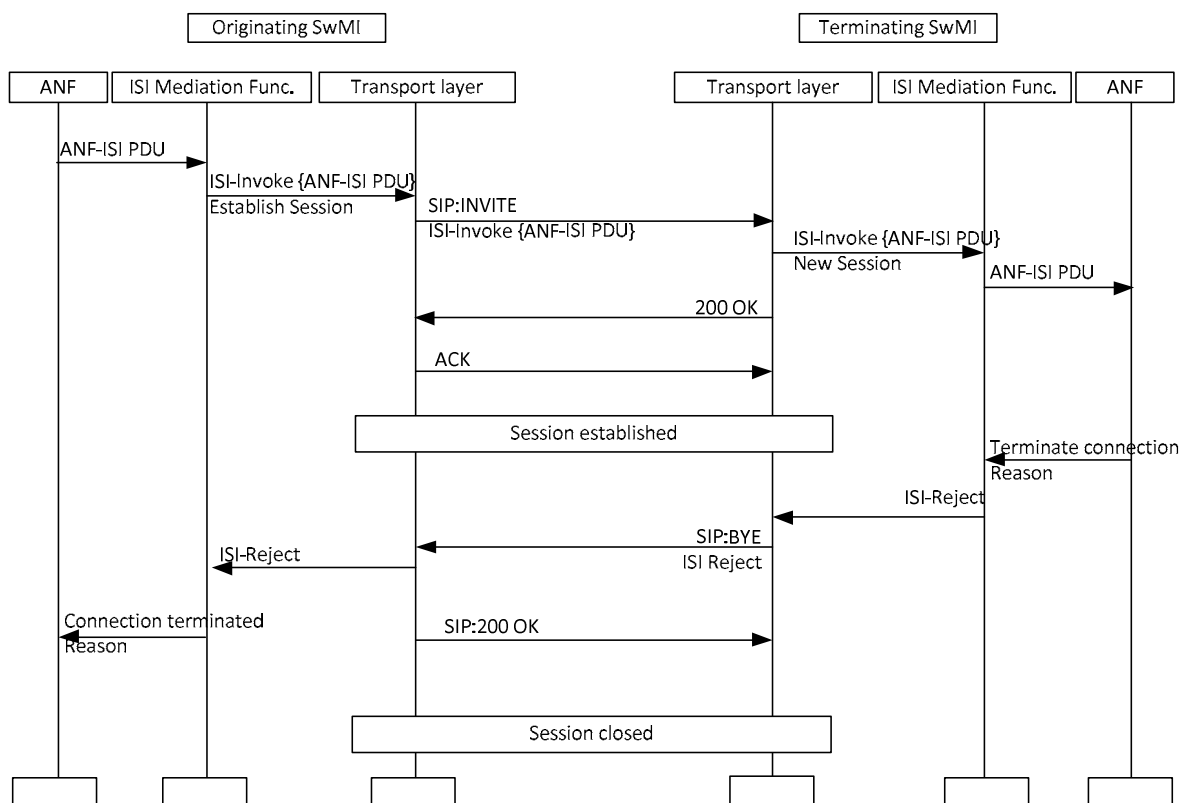 Originating SwMI
Terminating SwMI
ANF
ISI Mediation Func.
Transport layer
Transport layer
ISI Mediation Func.
ANF
ANF-ISI PDU
ISI-Invoke {ANF-ISI PDU}
Establish Session
SIP:INVITE
ISI-Invoke {ANF-ISI PDU}
ISI-Invoke {ANF-ISI PDU}
New Session
ANF-ISI PDU
200 OK
ACK
Session established
Terminate connection
Reason
ISI-Reject
SIP:BYE
ISI Reject
ISI-Reject
Connection terminated
Reason
SIP:200 OK
Session closed